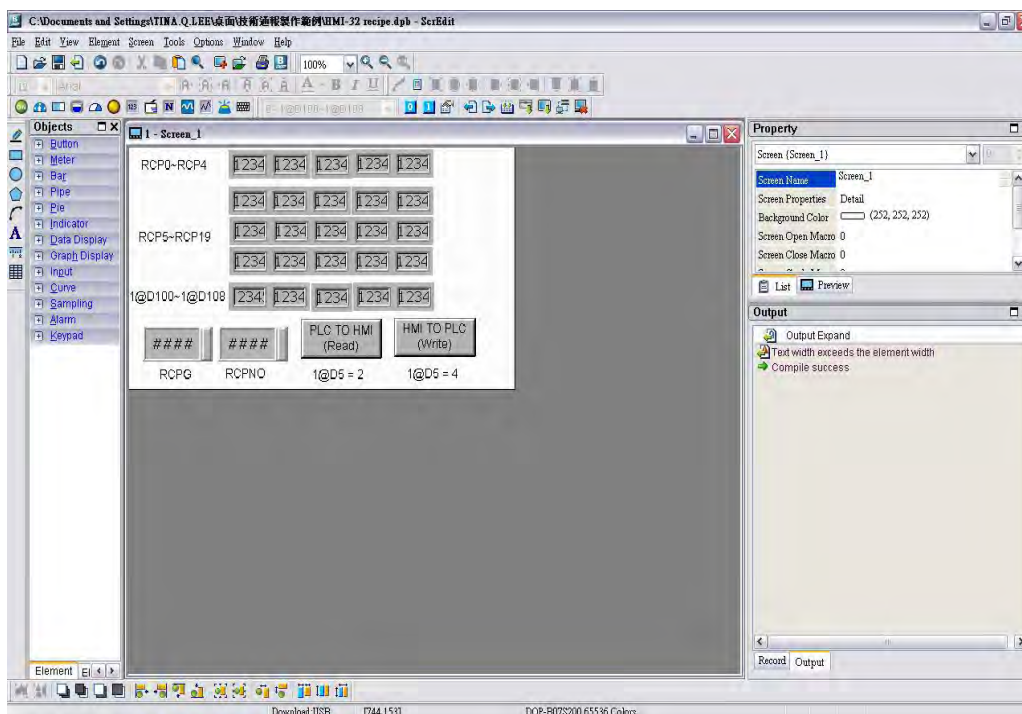 C:\Documents and Settings\TINA.Q.LEE\桌面\技術通報製作範例\HMI-32 recipe.dpb - ScrEdit
File Edit View Element Screen Tools Options Window Help
100%
A B I U
Objects
Button
Meter
Bar
Pipe
Pie
Indicator
Data Display
Graph Display
Input
Curve
Sampling
Alarm
Keypad
Element
1 - Screen_1
RCP0~RCP4 1234 1234 1234 1234 1234
1234 1234 1234 1234 1234
RCP5~RCP19 1234 1234 1234 1234 1234
1234 1234 1234 1234 1234
1@D100~1@D108 1234 1234 1234 1234 1234
#### ####
PLC TO HMI
(Read)
HMI TO PLC
(Write)
RCPG RCPNO 1@D5 = 2 1@D5 = 4
Property
Screen {Screen_1}
Screen Name Screen_1
Screen Properties Detail
Background Color (252, 252, 252)
Screen Open Macro 0
Screen Close Macro 0
List Preview
Output
Output Expand
Text width exceeds the element width
Compile success
Record Output
Download:USB [744,153] DOP-B07S200 65536 Colors